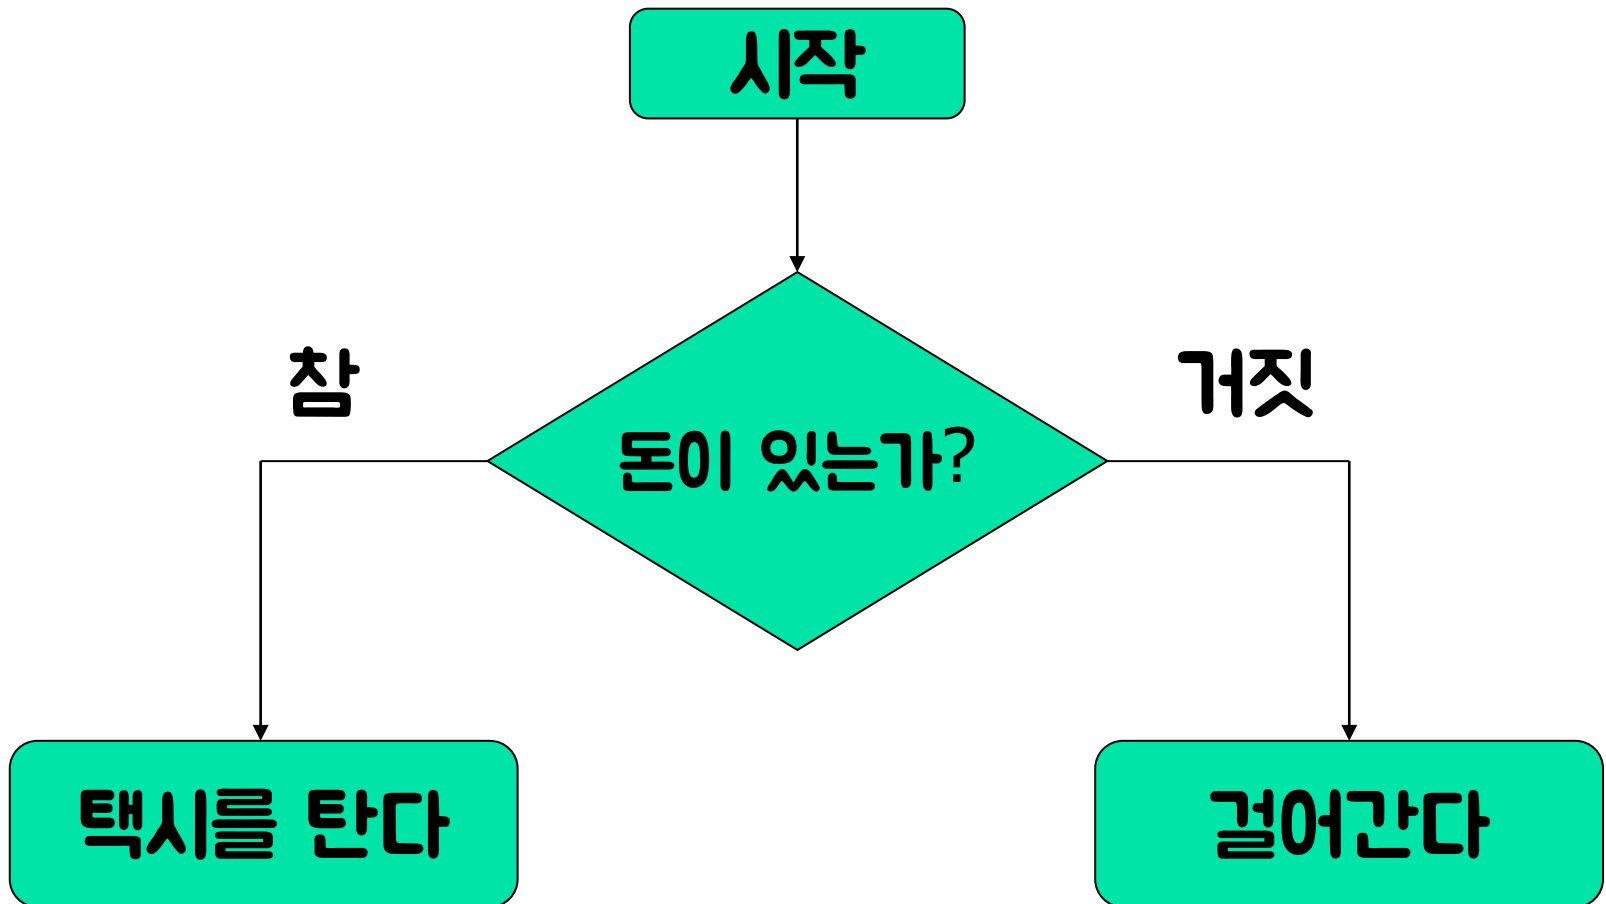 시작
참
거짓
돈이 있는가?
택시를 탄다
걸어간다